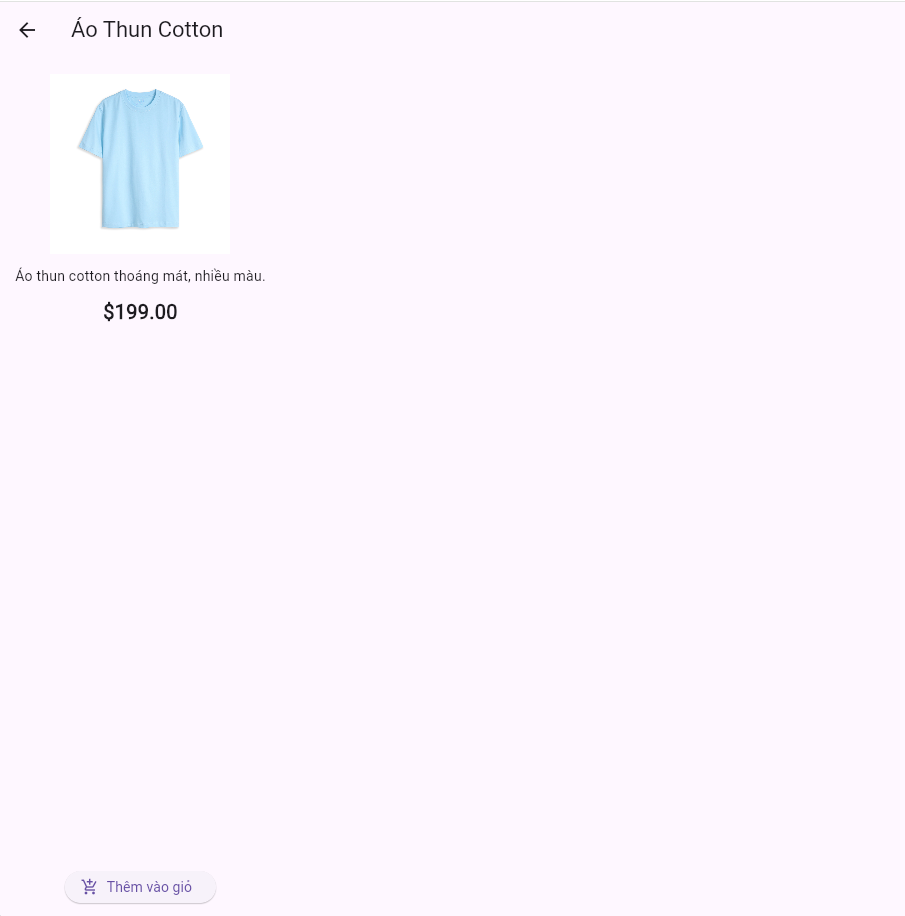 Áo Thun Cotton
Áo thun cotton thoáng mát, nhiều màu.
$199.00
Thêm vào giỏ